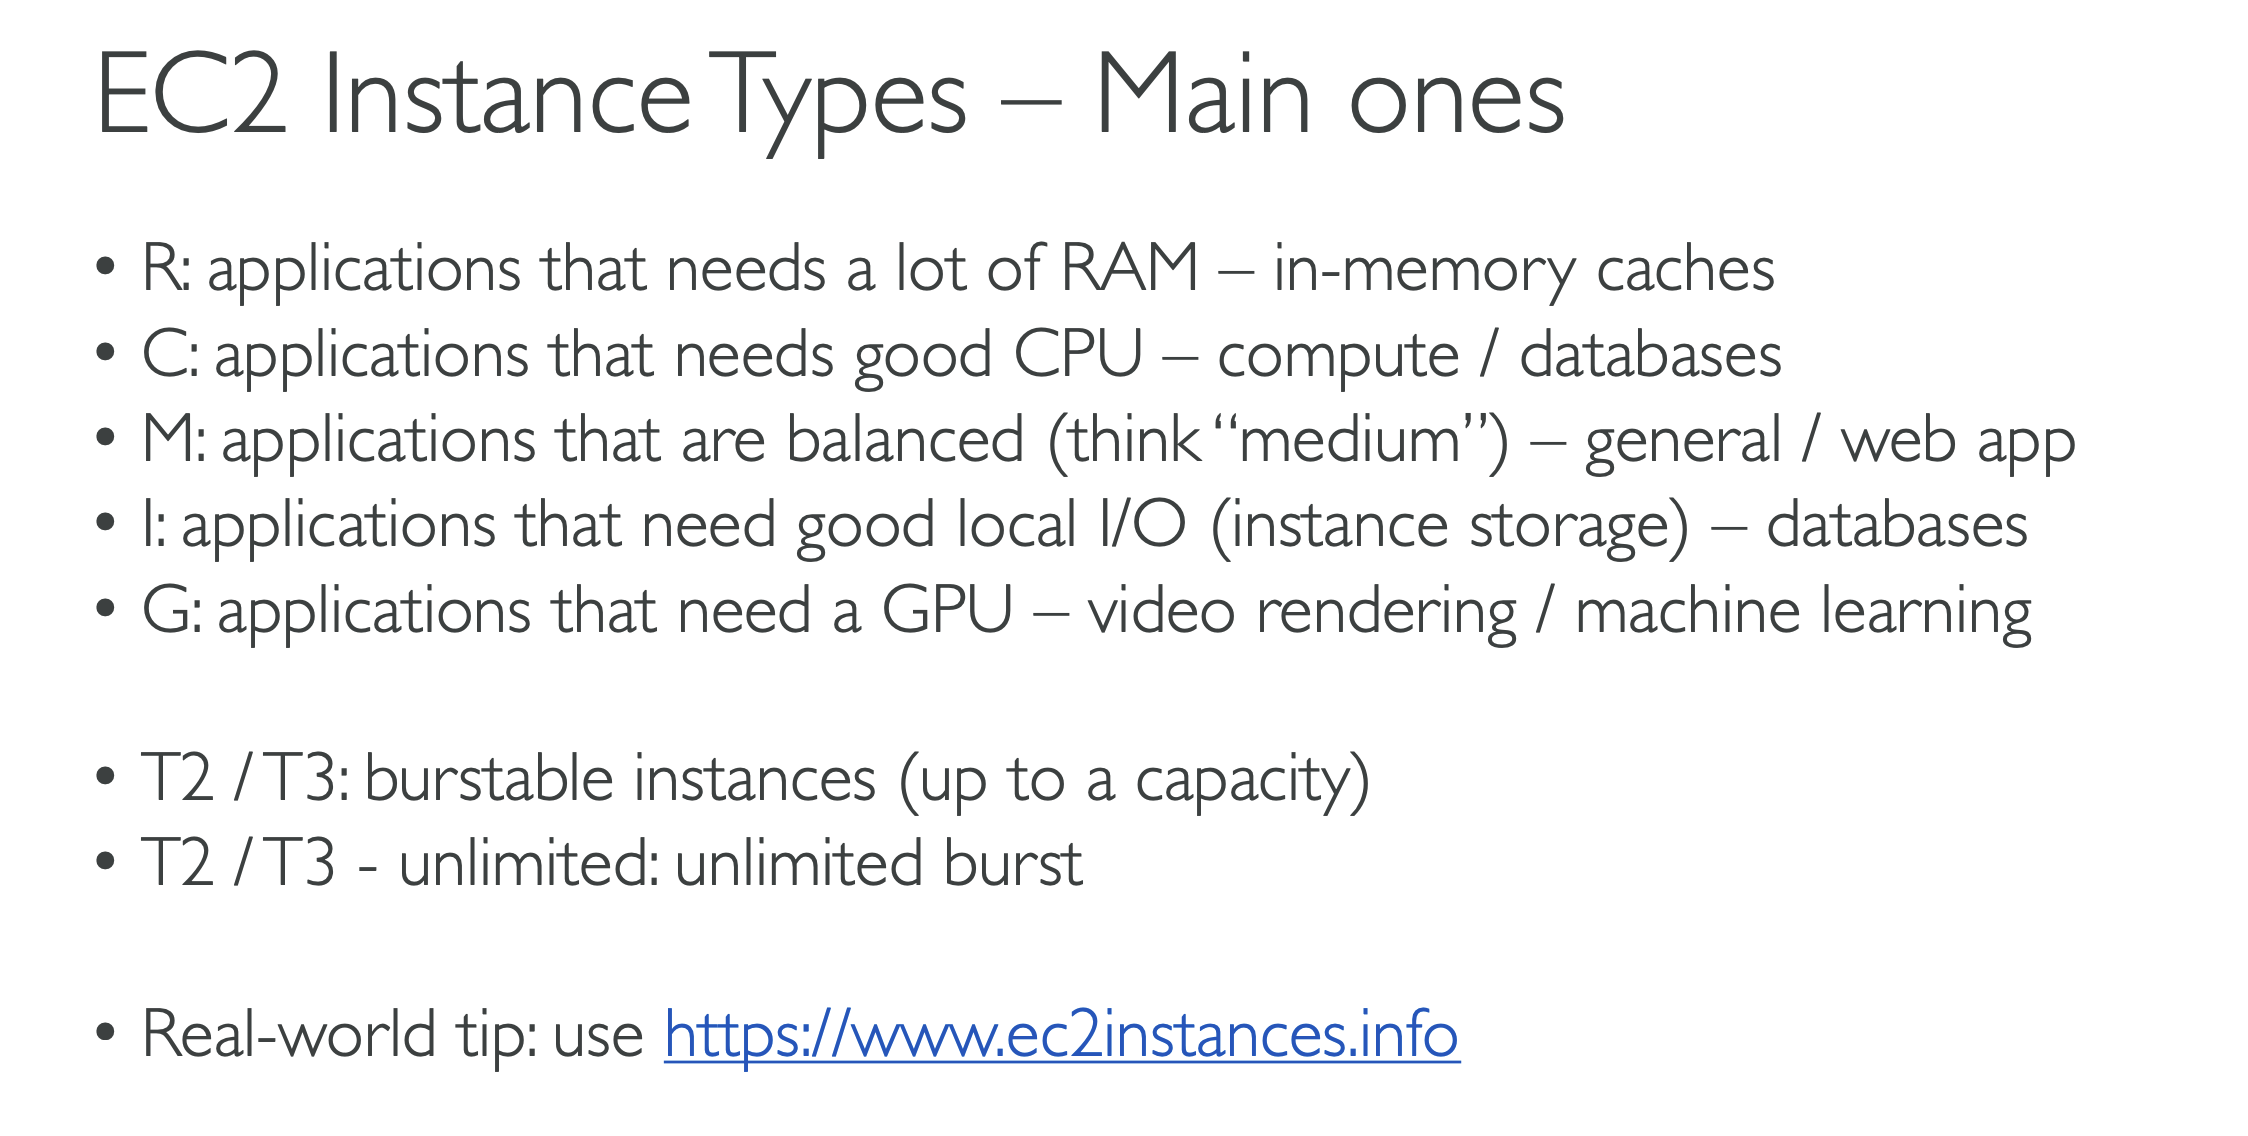 EC2 Instance Types – Main ones
• R: applications that needs a lot of RAM – in-memory caches
• C: applications that needs good CPU – compute / databases
• M: applications that are balanced (think “medium”) – general / web app
• I: applications that need good local I/O (instance storage) – databases
• G: applications that need a GPU – video rendering / machine learning
• T2 / T3: burstable instances (up to a capacity)
• T2 / T3 - unlimited: unlimited burst
• Real-world tip: use https://www.ec2instances.info